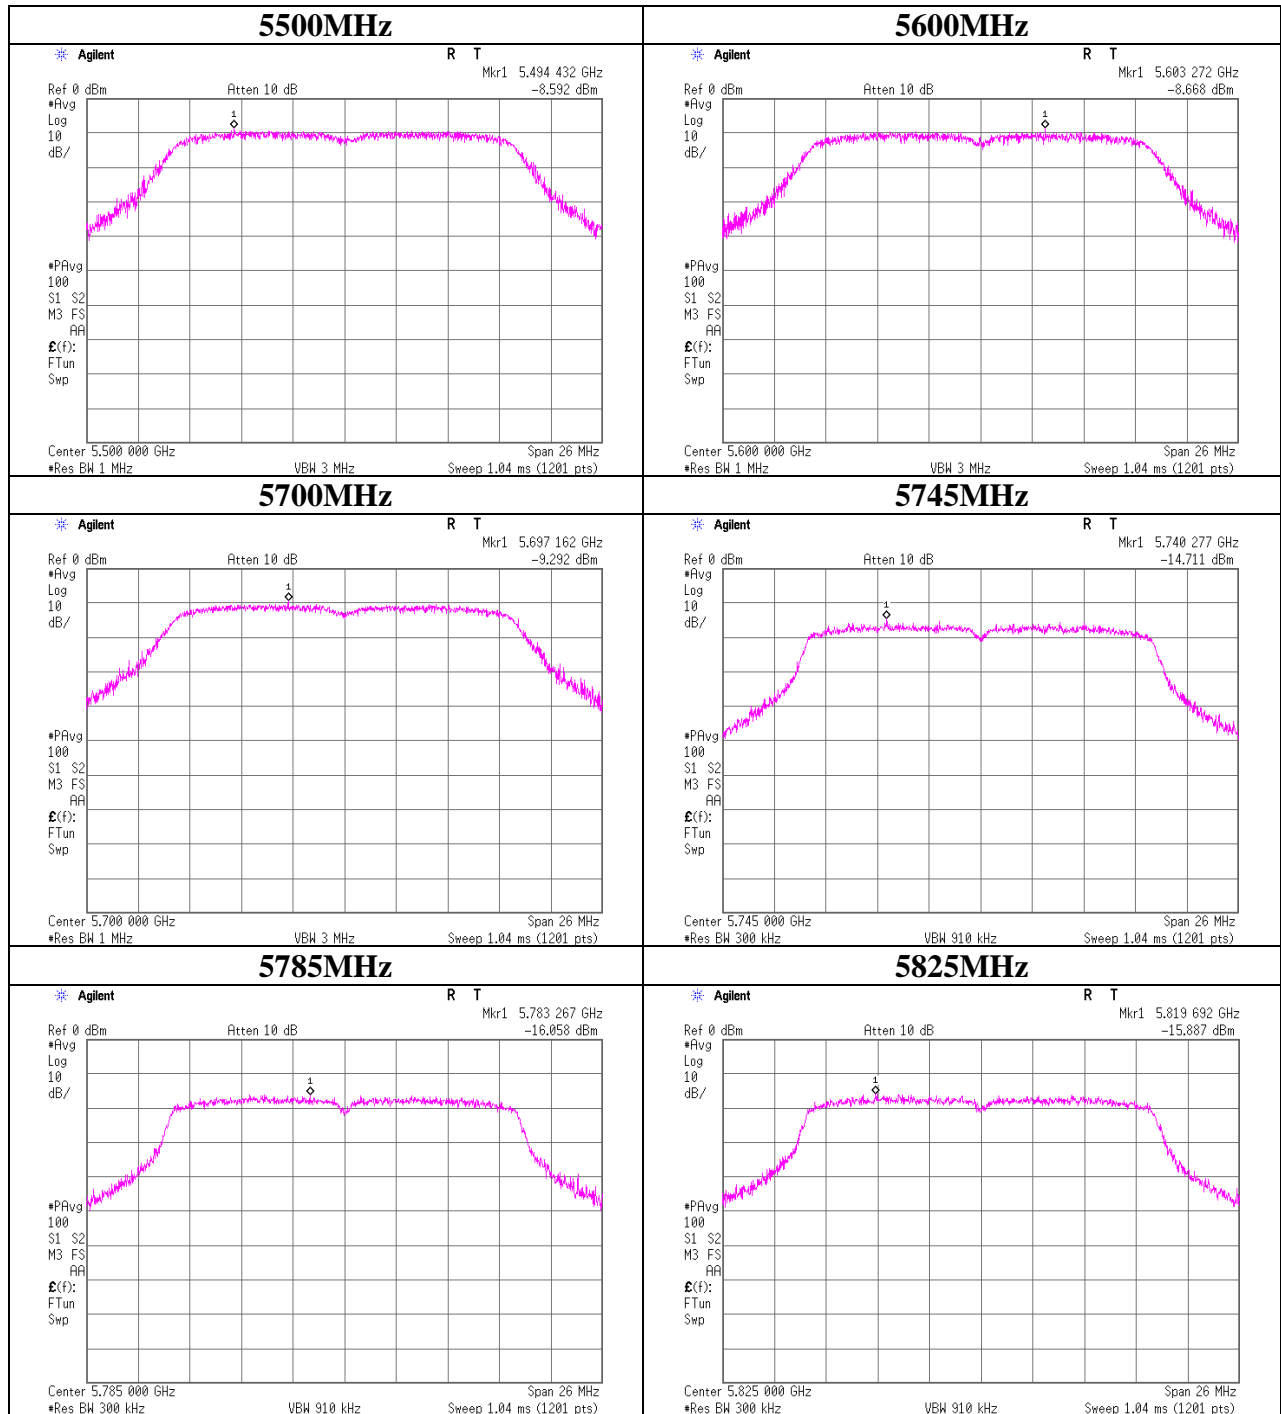 5500MHz
Agilent
R T
Mkr1 5.494 432 GHz
Ref 0 dBm Atten 10 dB -8.592 dBm
#Avg
Log
10
dB/
1
#PAvg
100
S1 S2
M3 FS
AA
£(f):
FTun
Swp
Center 5.500 000 GHz Span 26 MHz
#Res BW 1 MHz VBW 3 MHz Sweep 1.04 ms (1201 pts)
5600MHz
Agilent
R T
Mkr1 5.603 272 GHz
Ref 0 dBm Atten 10 dB -8.668 dBm
#Avg
Log
10
dB/
1
#PAvg
100
S1 S2
M3 FS
AA
£(f):
FTun
Swp
Center 5.600 000 GHz Span 26 MHz
#Res BW 1 MHz VBW 3 MHz Sweep 1.04 ms (1201 pts)
5700MHz
Agilent
R T
Mkr1 5.697 162 GHz
Ref 0 dBm Atten 10 dB -9.292 dBm
#Avg
Log
10
dB/
1
#PAvg
100
S1 S2
M3 FS
AA
£(f):
FTun
Swp
Center 5.700 000 GHz Span 26 MHz
#Res BW 1 MHz VBW 3 MHz Sweep 1.04 ms (1201 pts)
5745MHz
Agilent
R T
Mkr1 5.740 277 GHz
Ref 0 dBm Atten 10 dB -14.711 dBm
#Avg
Log
10
dB/
1
#PAvg
100
S1 S2
M3 FS
AA
£(f):
FTun
Swp
Center 5.745 000 GHz Span 26 MHz
#Res BW 300 kHz VBW 910 kHz Sweep 1.04 ms (1201 pts)
5785MHz
Agilent
R T
Mkr1 5.783 267 GHz
Ref 0 dBm Atten 10 dB -16.058 dBm
#Avg
Log
10
dB/
1
#PAvg
100
S1 S2
M3 FS
AA
£(f):
FTun
Swp
Center 5.785 000 GHz Span 26 MHz
#Res BW 300 kHz VBW 910 kHz Sweep 1.04 ms (1201 pts)
5825MHz
Agilent
R T
Mkr1 5.819 692 GHz
Ref 0 dBm Atten 10 dB -15.887 dBm
#Avg
Log
10
dB/
1
#PAvg
100
S1 S2
M3 FS
AA
£(f):
FTun
Swp
Center 5.825 000 GHz Span 26 MHz
#Res BW 300 kHz VBW 910 kHz Sweep 1.04 ms (1201 pts)